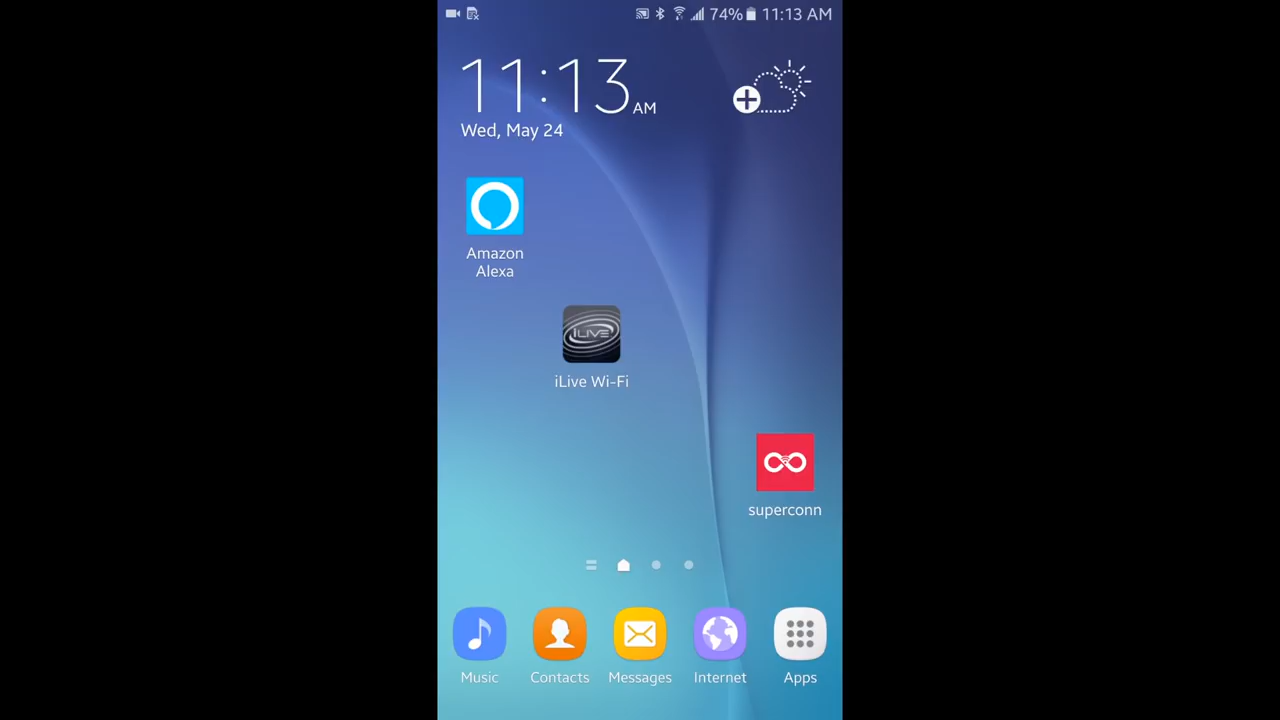 74% 11:13 AM
11:13 AM
Wed, May 24
Amazon
Alexa
iLIVE
iLive Wi-Fi
superconn
Music
Contacts
Messages
Internet
Apps